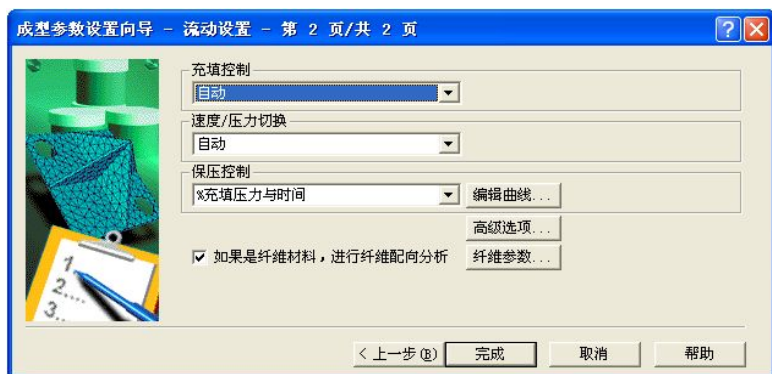 成型参数设置向导 - 流动设置 - 第 2 页/共 2 页
充填控制
自动
速度/压力切换
自动
保压控制
%充填压力与时间
编辑曲线...
高级选项...
如果是纤维材料，进行纤维配向分析
纤维参数...
1
2....
3...
< 上一步(B)
完成
取消
帮助